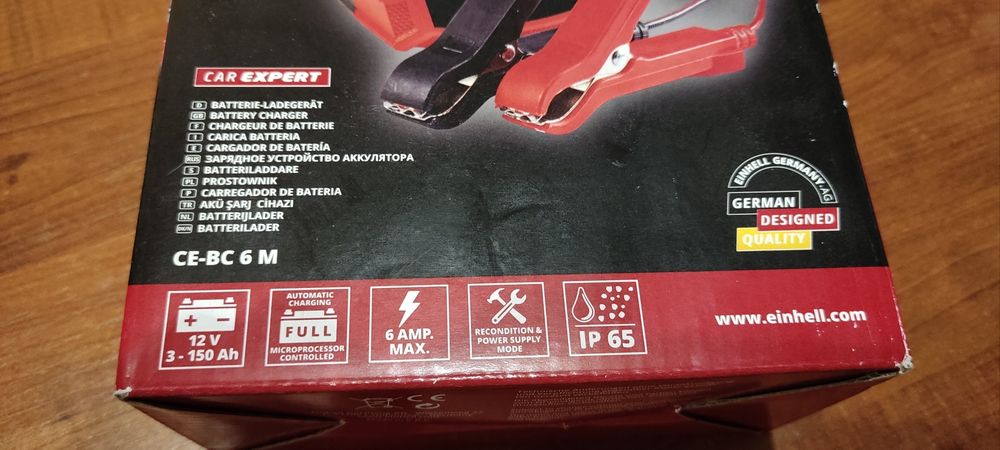 CAR EXPERT
D BATTERIE-LADEGERÄT
GB BATTERY CHARGER
F CHARGEUR DE BATTERIE
I CARICA BATTERIA
E CARGADOR DE BATERÍA
RUS ЗАРЯДНОЕ УСТРОЙСТВО АККУЛЯТОРА
S BATTERILADDARE
PL PROSTOWNIK
P CARREGADOR DE BATERIA
TR AKÜ ŞARJ CİHAZI
NL BATTERIJLADER
DK/N BATTERILADER
CE-BC 6 M
EINHELL GERMANY AG
GERMAN
DESIGNED
QUALITY
12 V
3 - 150 Ah
AUTOMATIC
CHARGING
FULL
MICROPROCESSOR
CONTROLLED
6 AMP.
MAX.
RECONDITION &
POWER SUPPLY
MODE
IP 65
www.einhell.com
CE